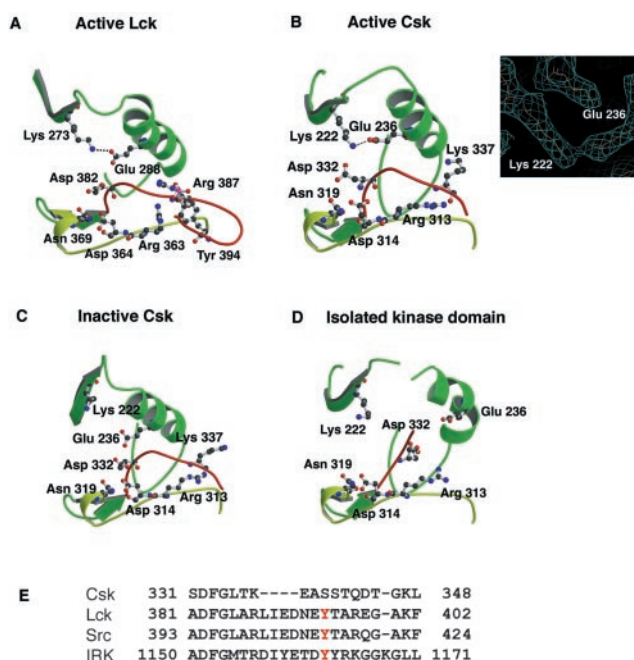 A Active Lck
Lys 273
Glu 288
Asp 382
Arg 387
Asn 369
Asp 364
Arg 363
Tyr 394
B Active Csk
Lys 222
Glu 236
Asp 332
Lys 337
Asn 319
Arg 313
Asp 314
Glu 236
Lys 222
C Inactive Csk
Lys 222
Glu 236
Lys 337
Asp 332
Asn 319
Arg 313
Asp 314
D Isolated kinase domain
Lys 222
Asp 332
Glu 236
Asn 319
Arg 313
Asp 314
E
Csk 331 SDFGLTK----EASSTQDT-GKL 348
Lck 381 ADFGLARLIEDNEYTAREG-AKF 402
Src 393 ADFGLARLIEDNEYTARQG-AKF 424
IRK 1150 ADFGMTRDIYETDYYRKGGKGLL 1171